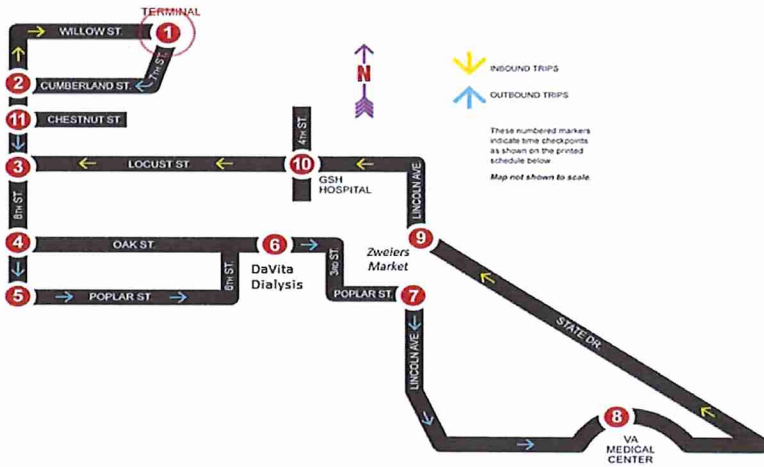 TERMINAL
WILLOW ST.
1
7TH ST.
2
CUMBERLAND ST.
11
CHESTNUT ST.
N
INBOUND TRIPS
OUTBOUND TRIPS
These numbered markers
indicate time checkpoints
as shown on the printed
schedule below
Map not shown to scale
4TH ST.
3
LOCUST ST.
10
GSH
HOSPITAL
LINCOLN AVE
8TH ST.
4
OAK ST.
6
DaVita
Dialysis
6TH ST.
3RD ST.
Zweiers
Market
9
5
POPLAR ST.
POPLAR ST.
7
LINCOLN AVE
STATE DR.
8
VA
MEDICAL
CENTER